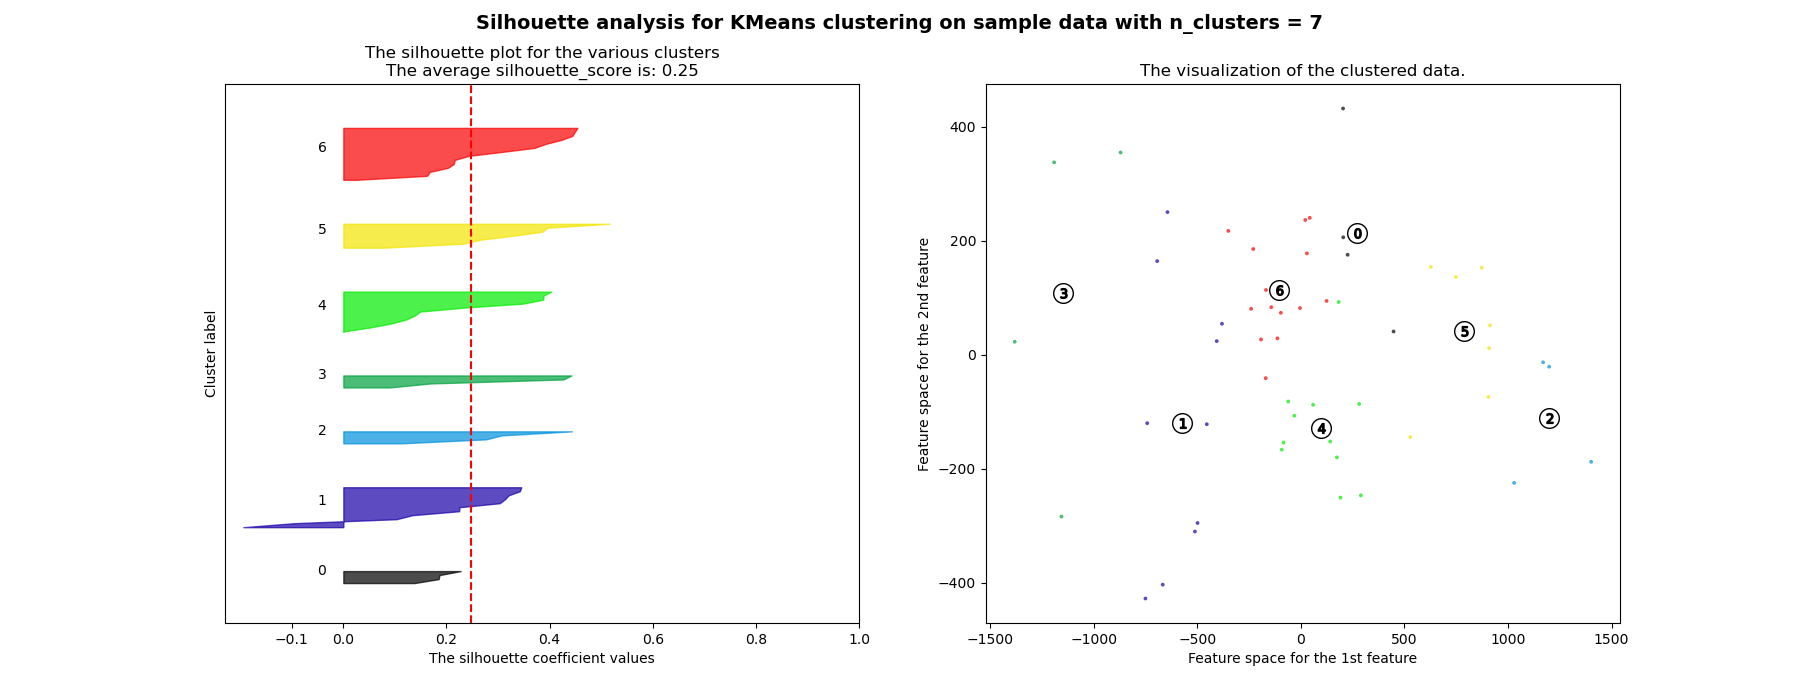 Silhouette analysis for KMeans clustering on sample data with n_clusters = 7
The silhouette plot for the various clusters
The average silhouette_score is: 0.25
6
5
4
3
2
1
0
Cluster label
−0.1 0.0 0.2 0.4 0.6 0.8 1.0
The silhouette coefficient values
The visualization of the clustered data.
400
200
0
−200
−400
Feature space for the 2nd feature
0
3
6
5
2
1
4
−1500 −1000 −500 0 500 1000 1500
Feature space for the 1st feature